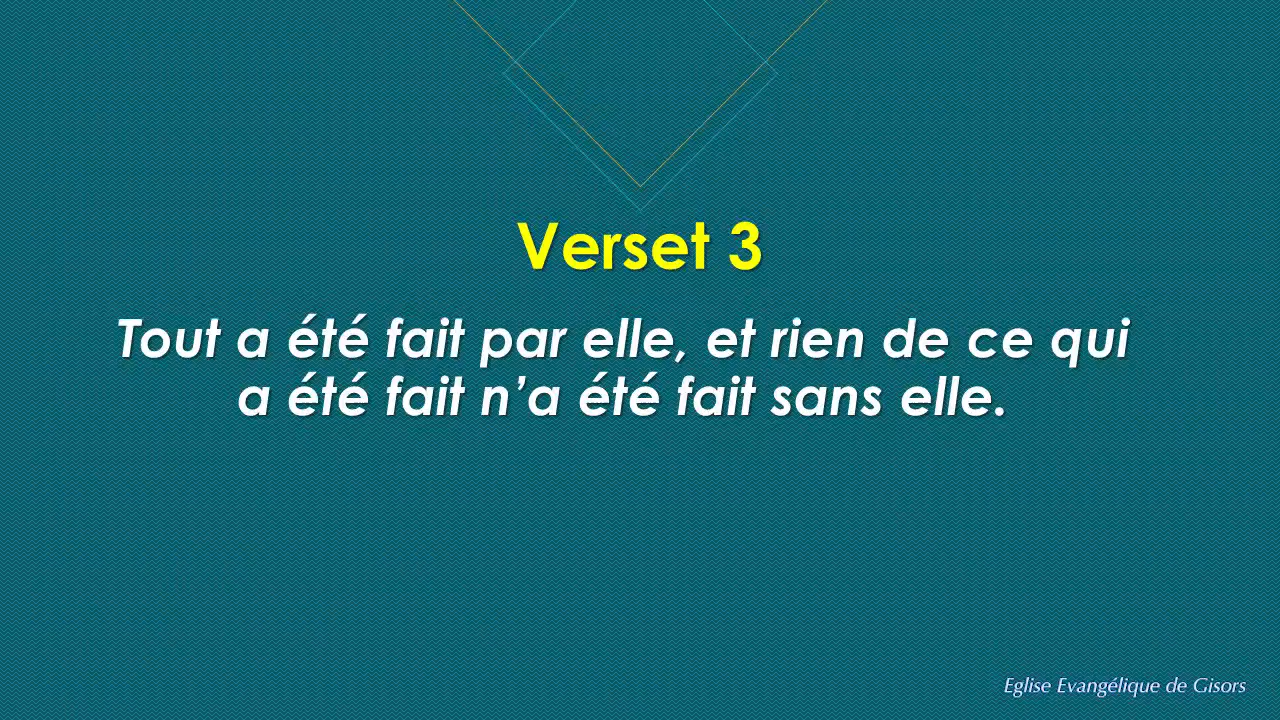 Verset 3
Tout a été fait par elle, et rien de ce qui
a été fait n’a été fait sans elle.
Eglise Evangélique de Gisors